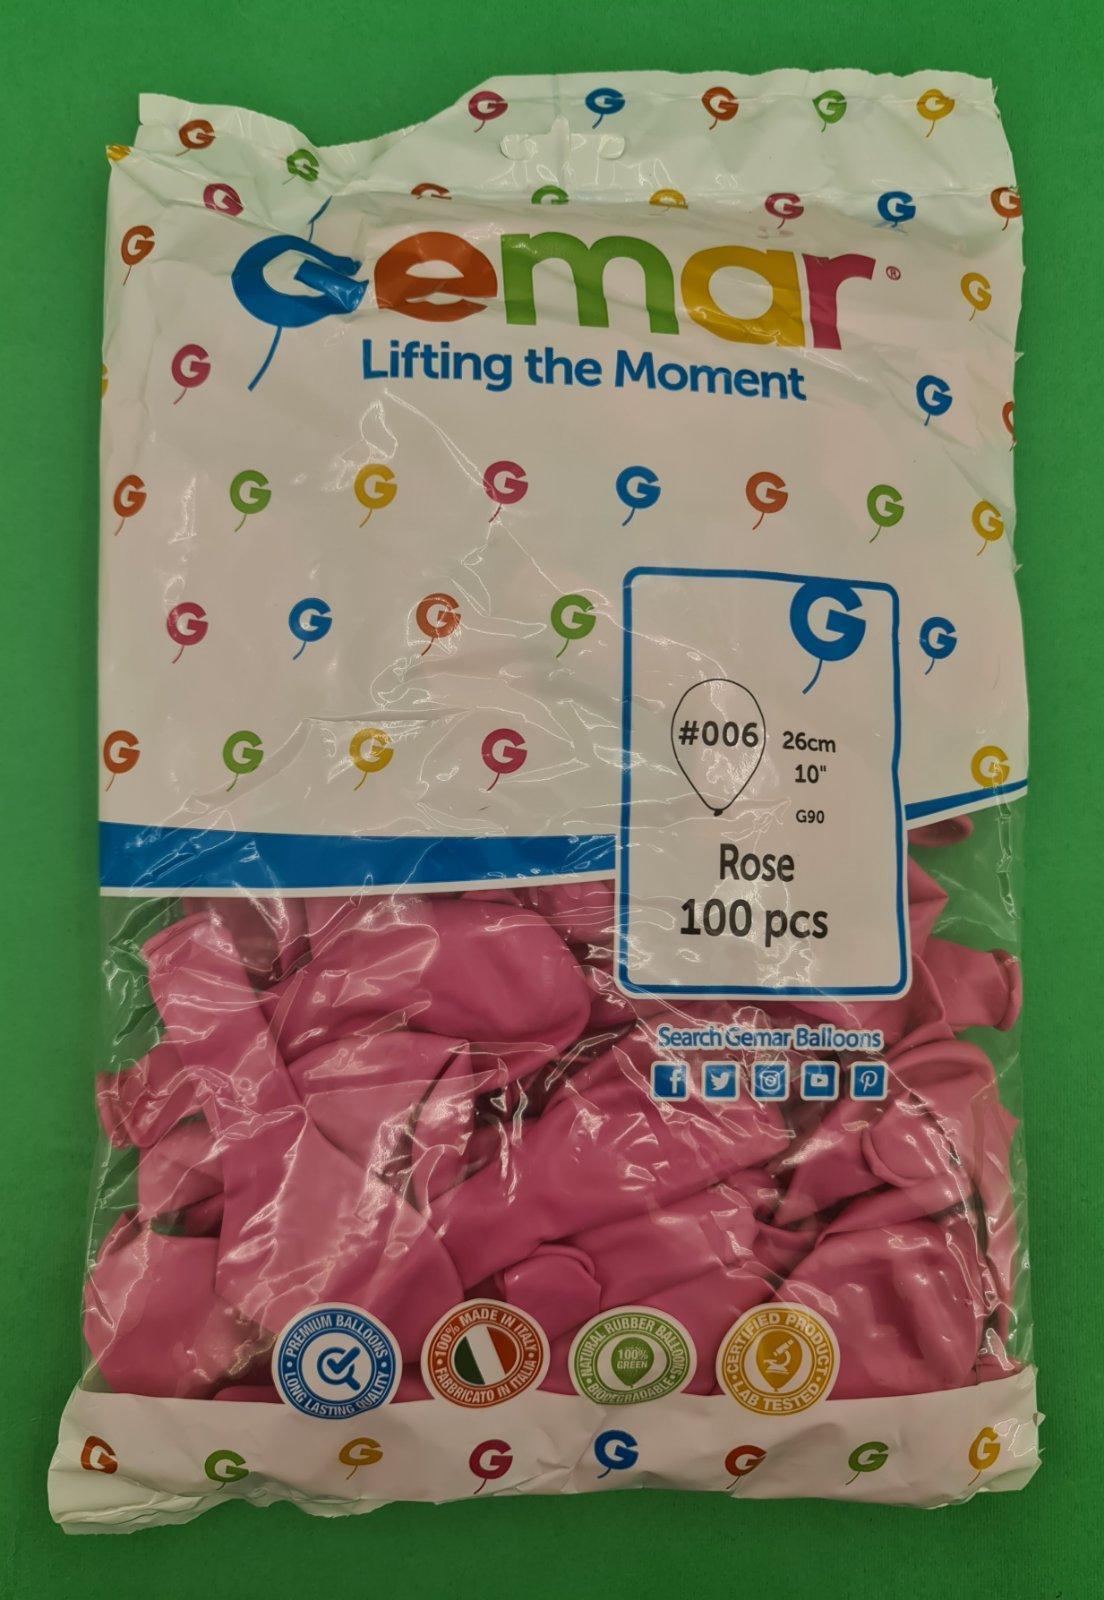 Gemar®
Lifting the Moment
G
#006
26cm
10"
G90
Rose
100 pcs
Search Gemar Balloons
PREMIUM BALLOONS
LONG LASTING QUALITY
100% MADE IN ITALY
FABBRICATO IN ITALIA
NATURAL RUBBER BALLOONS
100%
GREEN
BIODEGRADABLE
CERTIFIED PRODUCT
LAB TESTED